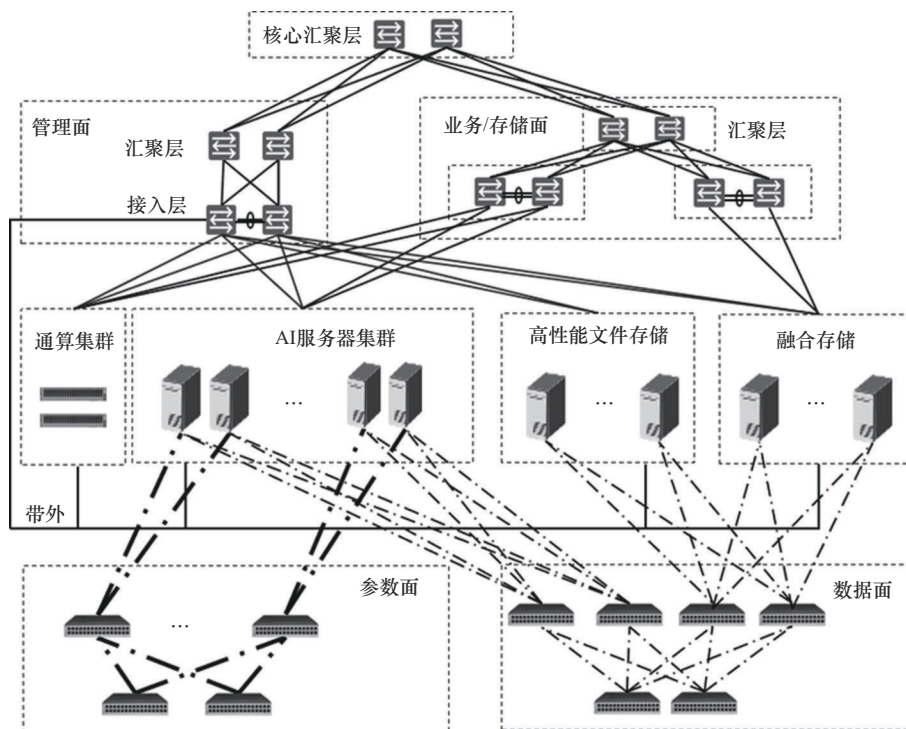 核心汇聚层
管理面
业务/存储面
汇聚层
汇聚层
接入层
通算集群
AI服务器集群
高性能文件存储
融合存储
...
...
...
带外
参数面
数据面
...